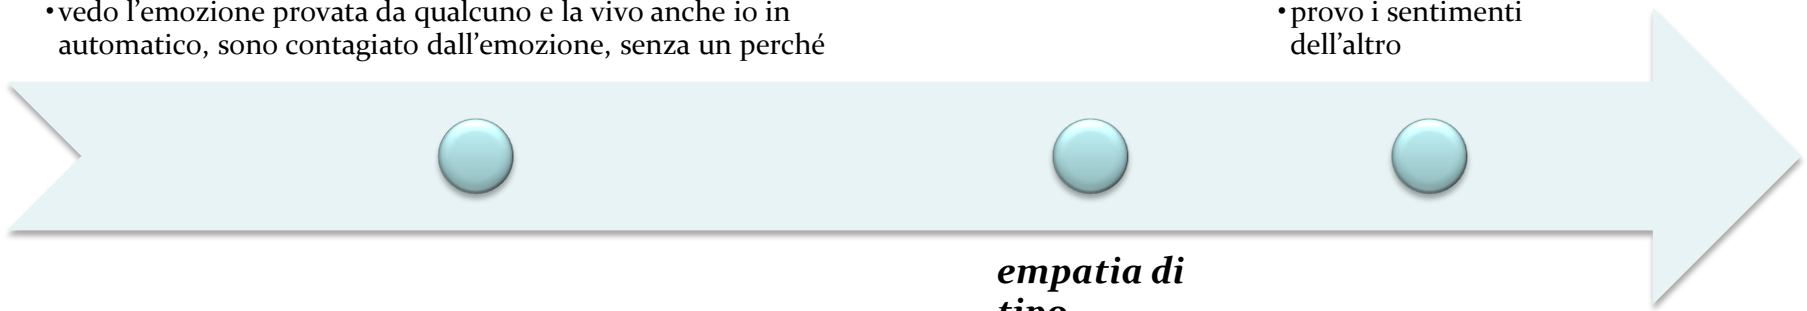 •vedo l’emozione provata da qualcuno e la vivo anche io in
automatico, sono contagiato dall’emozione, senza un perché
•provo i sentimenti
dell’altro
empatia di
tipo